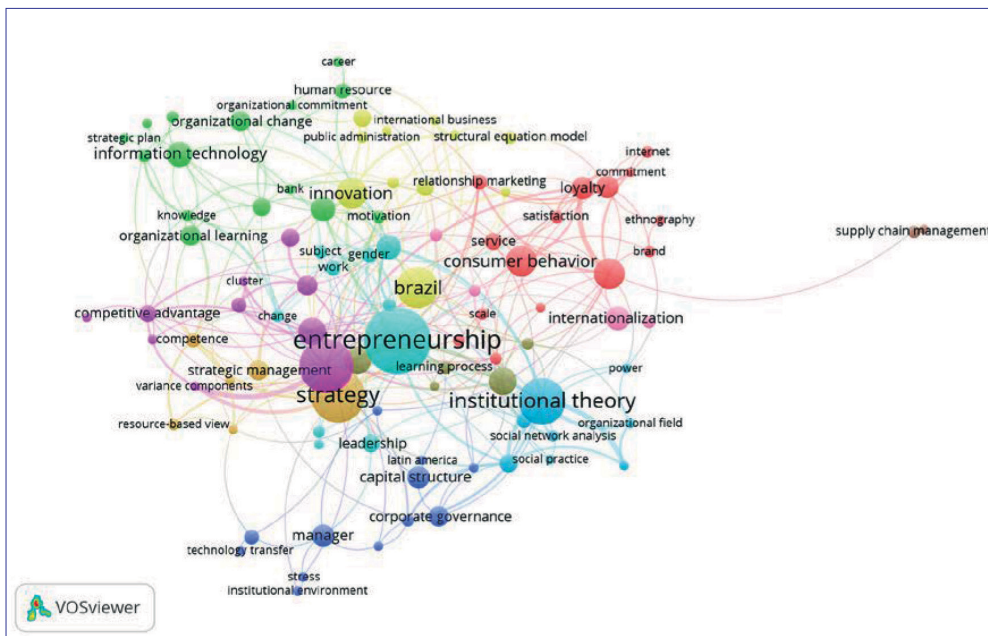 career
human resource
organizational commitment
organizational change
international business
strategic plan
public administration
structural equation model
information technology
internet
commitment
relationship marketing
loyalty
bank
innovation
knowledge
motivation
satisfaction
ethnography
organizational learning
supply chain management
service
subject
gender
brand
work
consumer behavior
cluster
brazil
competitive advantage
change
scale
internationalization
competence
entrepreneurship
learning process
power
strategic management
variance components
strategy
institutional theory
resource-based view
organizational field
social network analysis
leadership
latin america
social practice
capital structure
corporate governance
manager
technology transfer
stress
institutional environment
VOSviewer